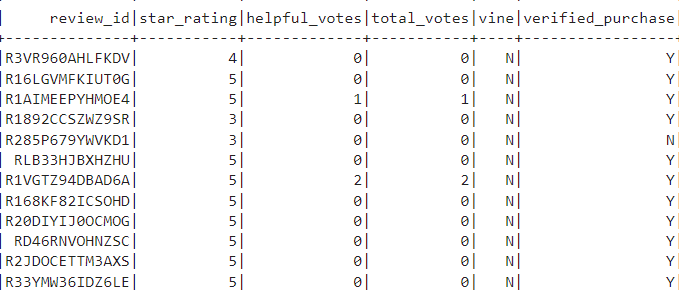 review_id|star_rating|helpful_votes|total_votes|vine|verified_purchase
R3VR960AHLFKDV| 4| 0| 0| N| Y
R16LGVMFKIUT0G| 5| 0| 0| N| Y
R1AIMEEPYHMOE4| 5| 1| 1| N| Y
R1892CCSZWZ9SR| 3| 0| 0| N| Y
R285P679YWVKD1| 3| 0| 0| N| N
RLB33HJBXHZHU| 5| 0| 0| N| Y
R1VGTZ94DBAD6A| 5| 2| 2| N| Y
R168KF82ICSOHD| 5| 0| 0| N| Y
R20DIYIJ0OCMOG| 5| 0| 0| N| Y
RD46RNVOHNZSC| 5| 0| 0| N| Y
R2JDOCETTM3AXS| 5| 0| 0| N| Y
R33YMW36IDZ6LE| 5| 0| 0| N| Y